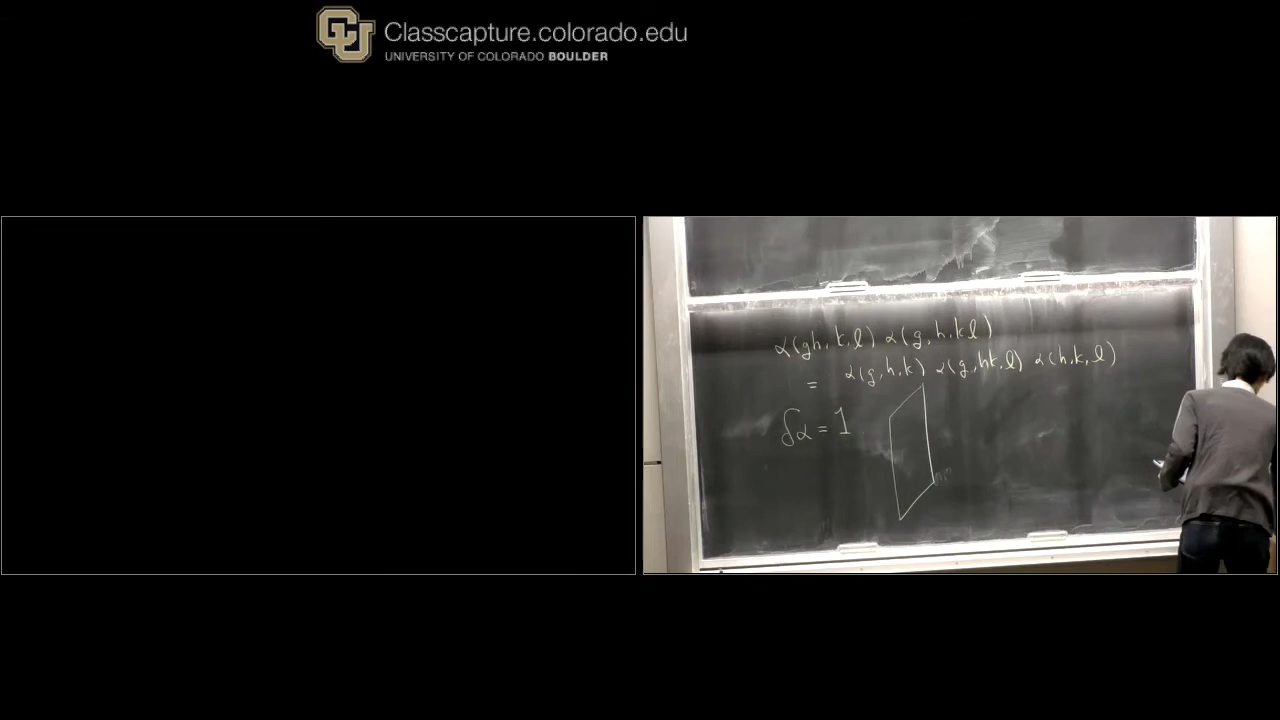 Classcapture.colorado.edu
UNIVERSITY OF COLORADO BOULDER
α(gh, k, l) α(g, h, kl)
= α(g, h, k) α(g, hk, l) α(h, k, l)
δα = 1